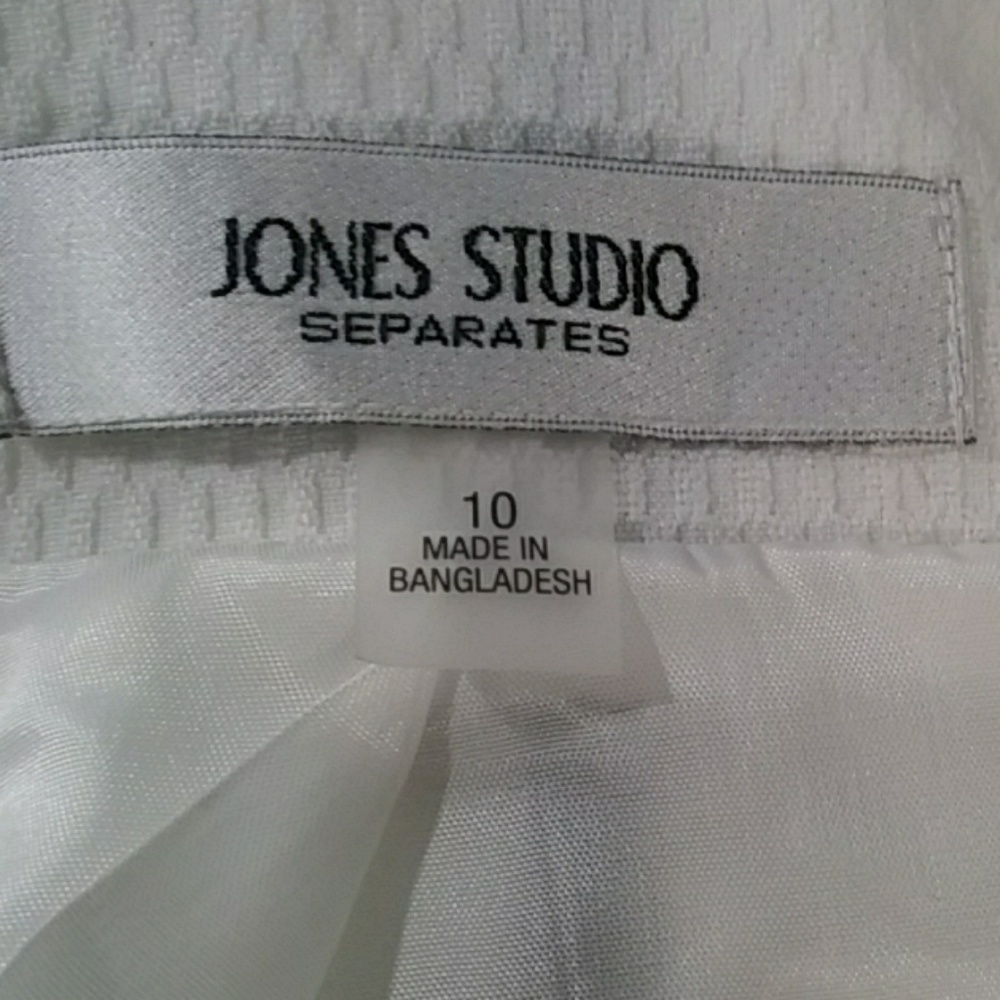 JONES STUDIO
SEPARATES
10
MADE IN
BANGLADESH